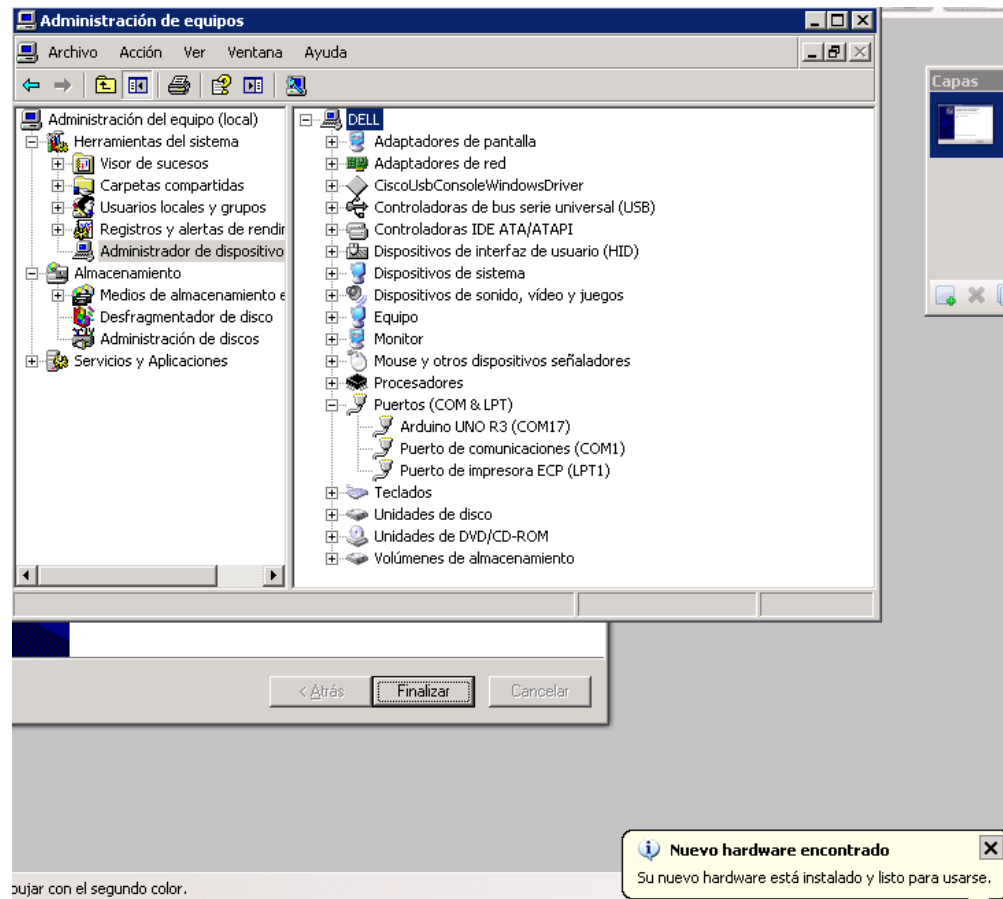 Administración de equipos
Archivo Acción Ver Ventana Ayuda
Capas
Administración del equipo (local)
Herramientas del sistema
Visor de sucesos
Carpetas compartidas
Usuarios locales y grupos
Registros y alertas de rendir
Administrador de dispositivo
Almacenamiento
Medios de almacenamiento e
Desfragmentador de disco
Administración de discos
Servicios y Aplicaciones
DELL
Adaptadores de pantalla
Adaptadores de red
CiscoUsbConsoleWindowsDriver
Controladoras de bus serie universal (USB)
Controladoras IDE ATA/ATAPI
Dispositivos de interfaz de usuario (HID)
Dispositivos de sistema
Dispositivos de sonido, vídeo y juegos
Equipo
Monitor
Mouse y otros dispositivos señaladores
Procesadores
Puertos (COM & LPT)
Arduino UNO R3 (COM17)
Puerto de comunicaciones (COM1)
Puerto de impresora ECP (LPT1)
Teclados
Unidades de disco
Unidades de DVD/CD-ROM
Volúmenes de almacenamiento
< Atrás Finalizar Cancelar
Nuevo hardware encontrado
Su nuevo hardware está instalado y listo para usarse.
oujar con el segundo color.